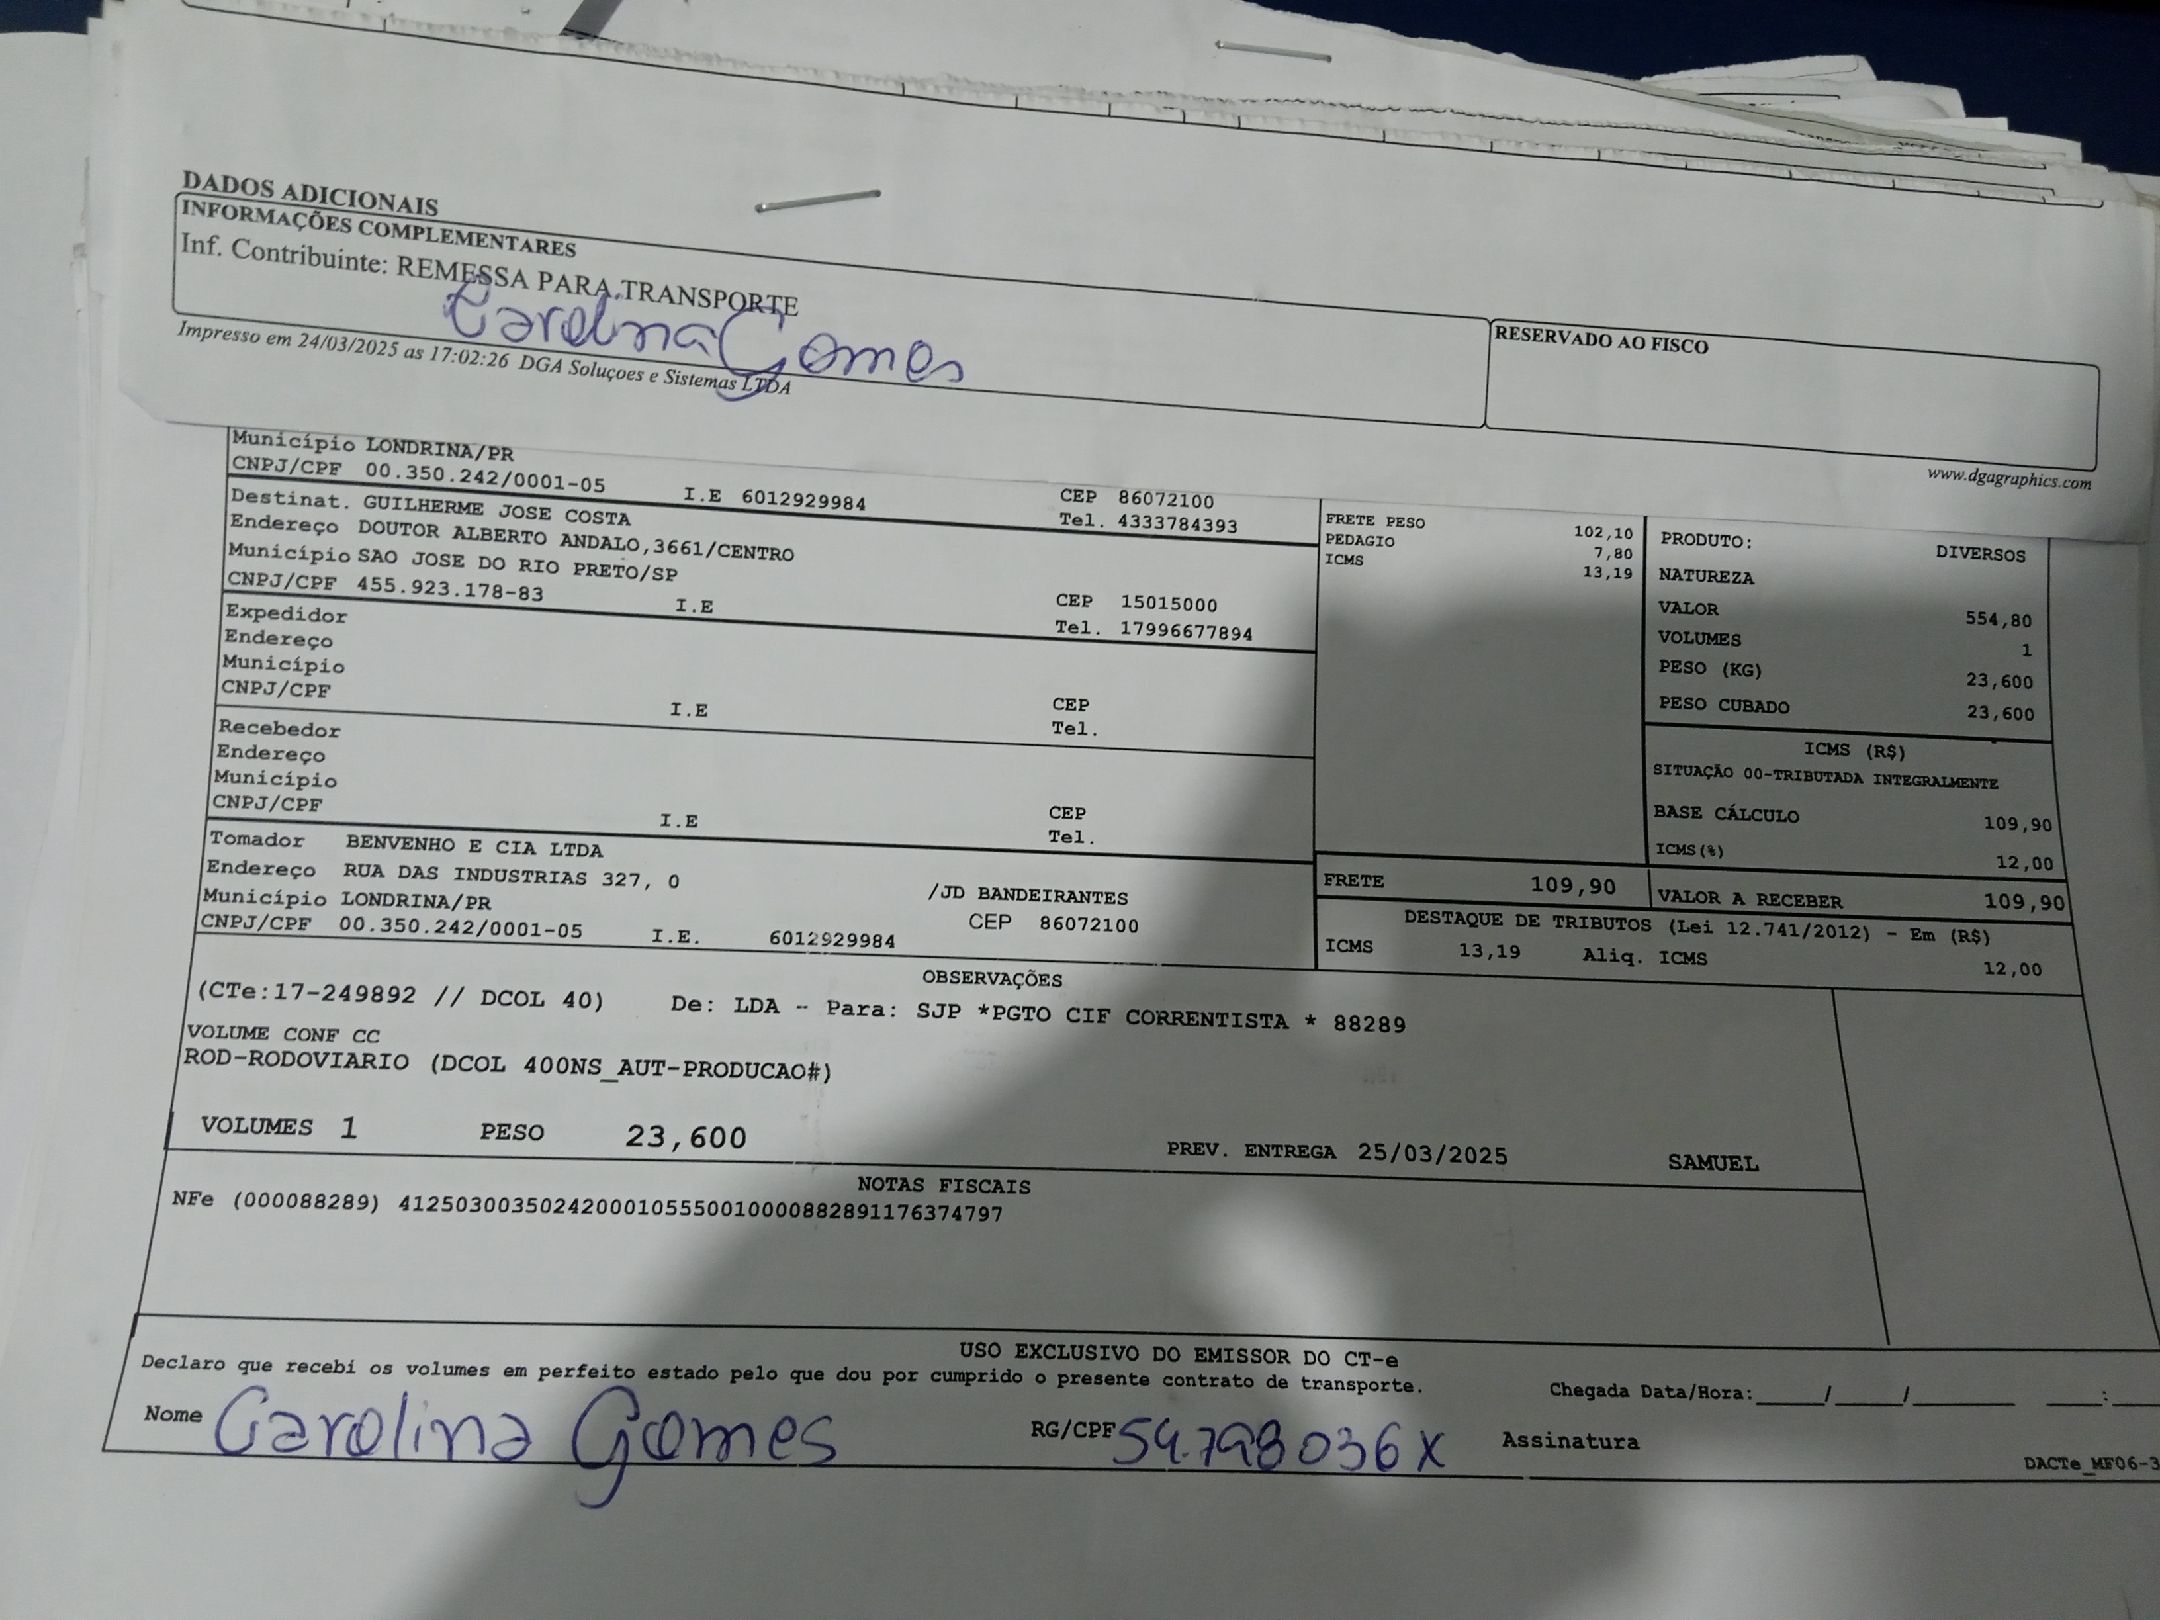 DADOS ADICIONAIS
INFORMAÇÕES COMPLEMENTARES
Inf. Contribuinte: REMESSA PARA TRANSPORTE
Carolina Gomes
Impresso em 24/03/2025 as 17:02:26 DGA Soluçoes e Sistemas LTDA
RESERVADO AO FISCO
www.dgagraphics.com
Município LONDRINA/PR
CNPJ/CPF 00.350.242/0001-05 I.E 6012929984
CEP 86072100
Tel. 4333784393
Destinat. GUILHERME JOSE COSTA
Endereço DOUTOR ALBERTO ANDALO,3661/CENTRO
Município SAO JOSE DO RIO PRETO/SP
CNPJ/CPF 455.923.178-83 I.E
CEP 15015000
Tel. 17996677894
Expedidor
Endereço
Município
CNPJ/CPF I.E
CEP
Tel.
Recebedor
Endereço
Município
CNPJ/CPF I.E
CEP
Tel.
Tomador BENVENHO E CIA LTDA
Endereço RUA DAS INDUSTRIAS 327, 0 /JD BANDEIRANTES
Município LONDRINA/PR CEP 86072100
CNPJ/CPF 00.350.242/0001-05 I.E. 6012929984
FRETE PESO 102,10
PEDAGIO 7,80
ICMS 13,19
PRODUTO: DIVERSOS
NATUREZA
VALOR 554,80
VOLUMES 1
PESO (KG) 23,600
PESO CUBADO 23,600
ICMS (R$)
SITUAÇÃO 00-TRIBUTADA INTEGRALMENTE
BASE CÁLCULO 109,90
ICMS(%) 12,00
FRETE 109,90 VALOR A RECEBER 109,90
DESTAQUE DE TRIBUTOS (Lei 12.741/2012) - Em (R$)
ICMS 13,19 Aliq. ICMS 12,00
OBSERVAÇÕES
(CTe:17-249892 // DCOL 40) De: LDA - Para: SJP *PGTO CIF CORRENTISTA * 88289
VOLUME CONF CC
ROD-RODOVIARIO (DCOL 400NS_AUT-PRODUCAO#)
VOLUMES 1 PESO 23,600 PREV. ENTREGA 25/03/2025 SAMUEL
NOTAS FISCAIS
NFe (000088289) 41250300350242000105550010000882891176374797
USO EXCLUSIVO DO EMISSOR DO CT-e
Declaro que recebi os volumes em perfeito estado pelo que dou por cumprido o presente contrato de transporte.
Chegada Data/Hora:_____/_____/_______ ____:
Nome Carolina Gomes RG/CPF 54.798036X Assinatura
DACTe_MF06-3